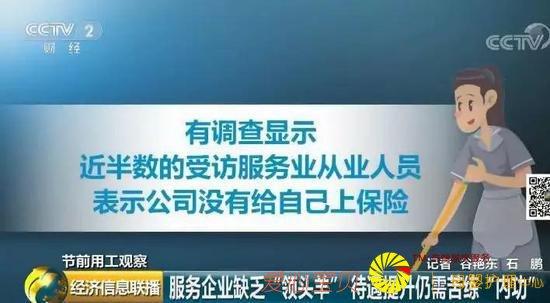 CCTV 2
财经
CCTV
有调查显示
近半数的受访服务业从业人员
表示公司没有给自己上保险
节前用工观察
记者 谷艳东 石 鹏
经济信息联播
服务企业缺乏“领头羊” 待遇提升仍需苦练“内功”